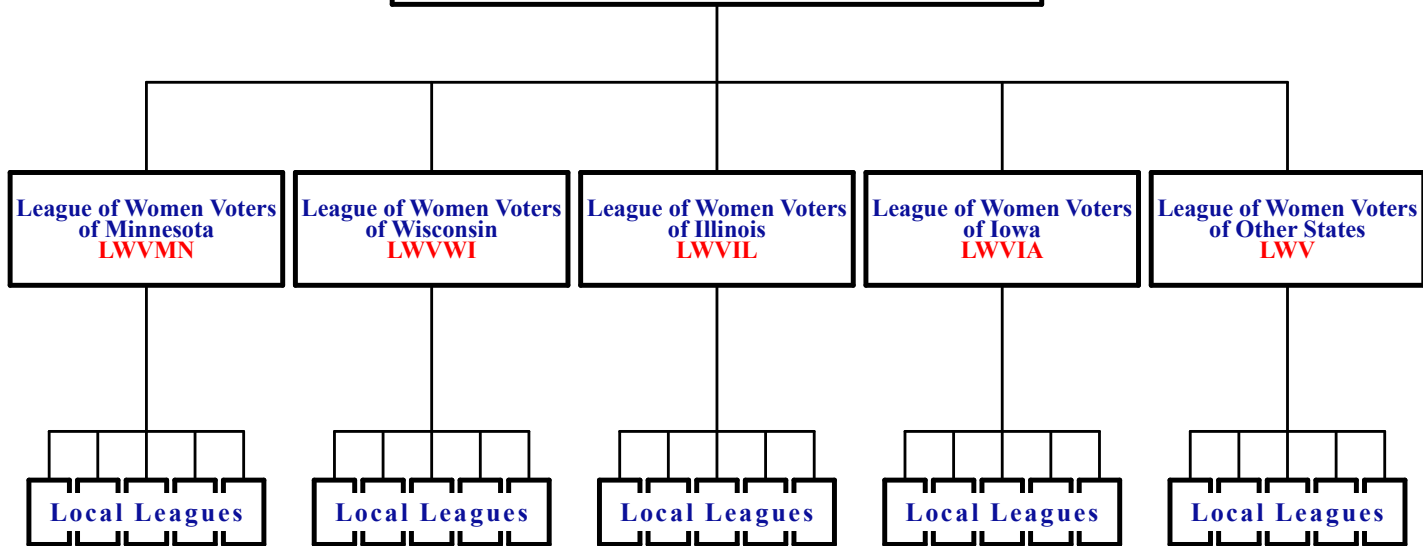 League of Women Voters
of Minnesota
LWVMN
League of Women Voters
of Wisconsin
LWVWI
League of Women Voters
of Illinois
LWVIL
League of Women Voters
of Iowa
LWVIA
League of Women Voters
of Other States
LWV
Local Leagues
Local Leagues
Local Leagues
Local Leagues
Local Leagues